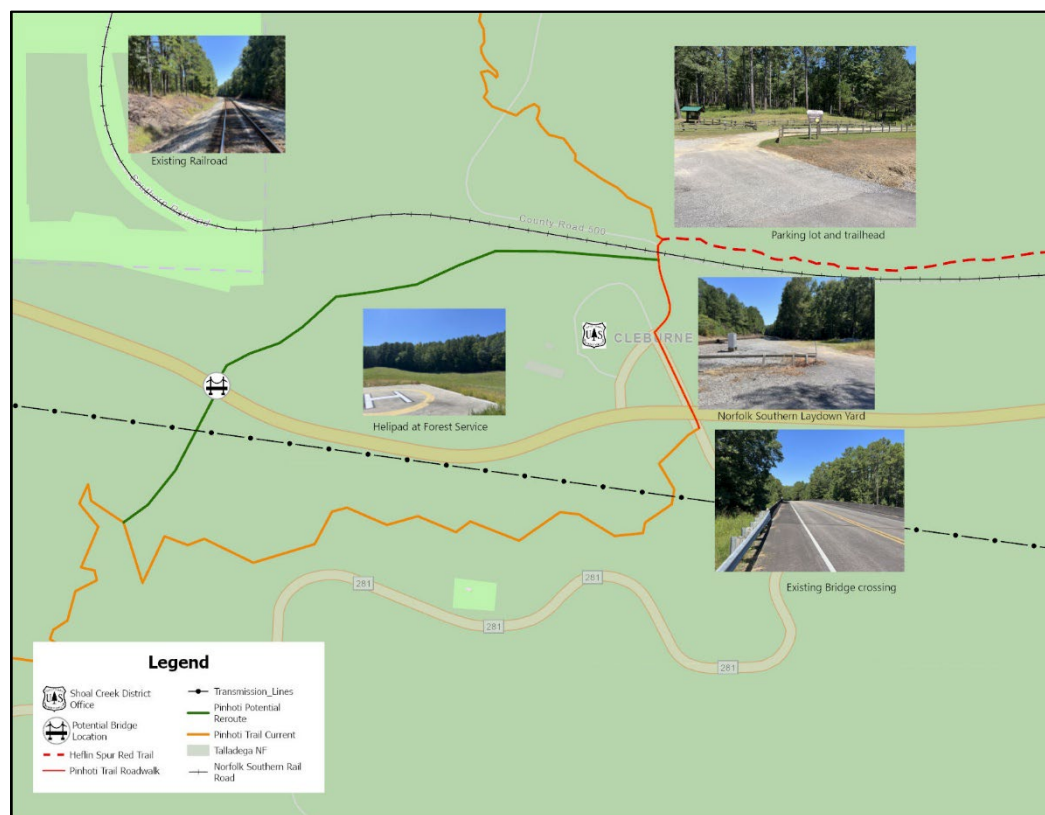 Existing Railroad
Parking lot and trailhead
County Road 500
CLEBURNE
Helipad at Forest Service
H
Norfolk Southern Laydown Yard
Existing Bridge crossing
281
281
281
281
281
Legend
U S
Shoal Creek District
Office
Potential Bridge
Location
Heflin Spur Red Trail
Pinhoti Trail Roadwalk
Transmission_Lines
Pinhoti Potential
Reroute
Pinhoti Trail Current
Talladega NF
Norfolk Southern Rail
Road